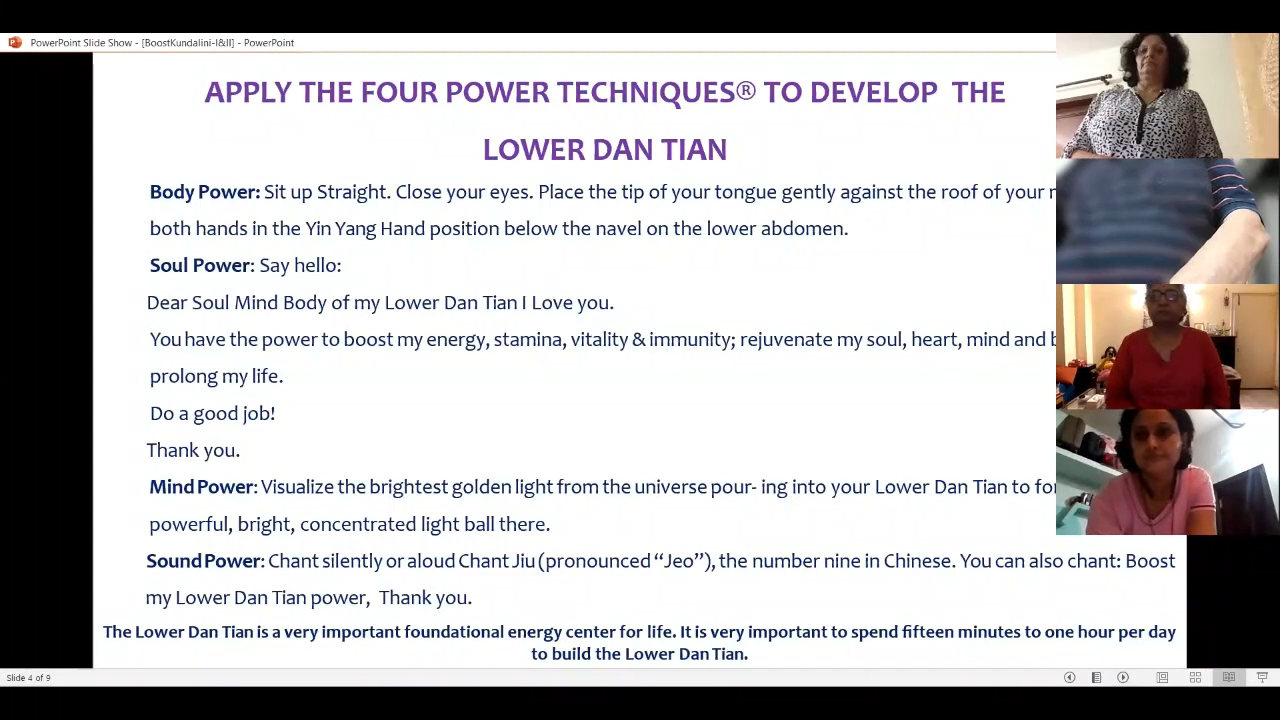 PowerPoint Slide Show - [BoostKundalini-I&II] - PowerPoint
APPLY THE FOUR POWER TECHNIQUES® TO DEVELOP THE
LOWER DAN TIAN
Body Power: Sit up Straight. Close your eyes. Place the tip of your tongue gently against the roof of your
both hands in the Yin Yang Hand position below the navel on the lower abdomen.
Soul Power: Say hello:
Dear Soul Mind Body of my Lower Dan Tian I Love you.
You have the power to boost my energy, stamina, vitality & immunity; rejuvenate my soul, heart, mind and
prolong my life.
Do a good job!
Thank you.
Mind Power: Visualize the brightest golden light from the universe pour- ing into your Lower Dan Tian to
powerful, bright, concentrated light ball there.
Sound Power: Chant silently or aloud Chant Jiu (pronounced “Jeo”), the number nine in Chinese. You can also chant: Boost
my Lower Dan Tian power, Thank you.
The Lower Dan Tian is a very important foundational energy center for life. It is very important to spend fifteen minutes to one hour per day
to build the Lower Dan Tian.
Slide 4 of 9